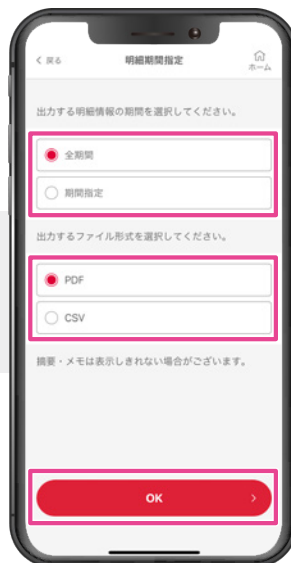 戻る
明細期間指定
ホーム
出力する明細情報の期間を選択してください。
全期間
期間指定
出力するファイル形式を選択してください。
PDF
CSV
摘要・メモは表示しきれない場合がございます。
OK